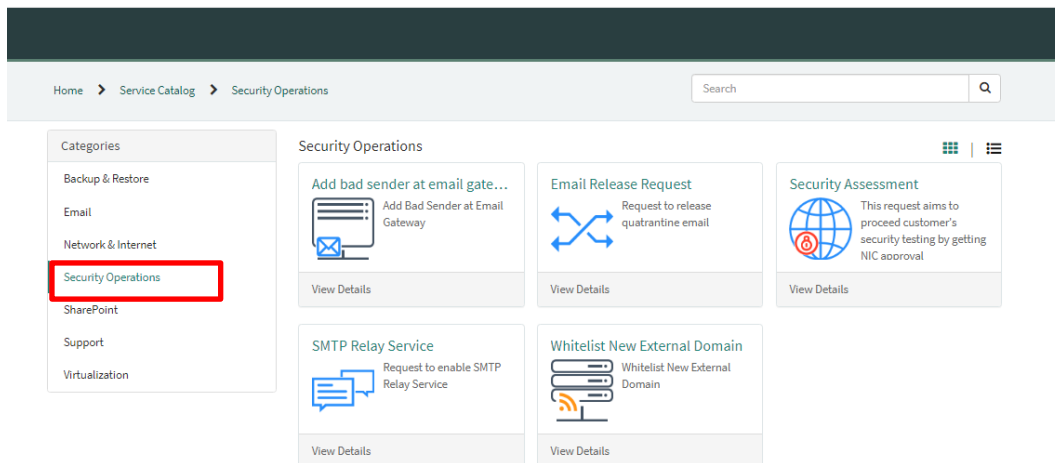 Home > Service Catalog > Security Operations
Search
Categories
Backup & Restore
Email
Network & Internet
Security Operations
SharePoint
Support
Virtualization
Security Operations
Add bad sender at email gate...
Add Bad Sender at Email
Gateway
View Details
Email Release Request
Request to release
quatrantine email
View Details
Security Assessment
This request aims to
proceed customer's
security testing by getting
NIC approval
View Details
SMTP Relay Service
Request to enable SMTP
Relay Service
View Details
Whitelist New External Domain
Whitelist New External
Domain
View Details